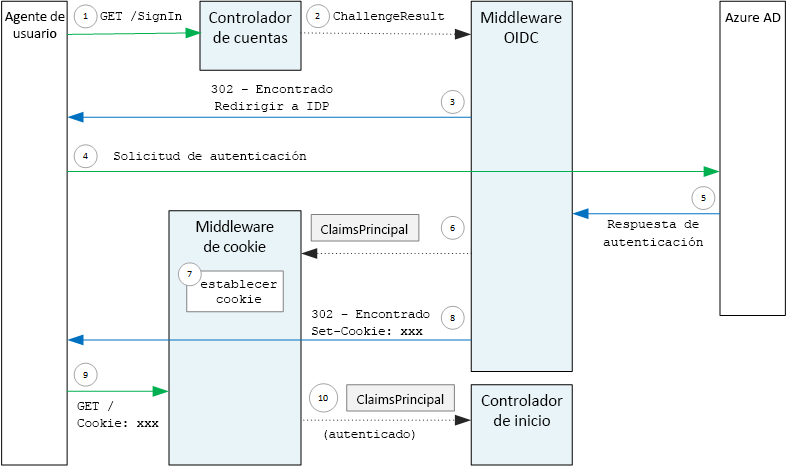 Agente de
usuario
1
GET /SignIn
Controlador
de cuentas
2
ChallengeResult
Middleware
OIDC
Azure AD
302 - Encontrado
Redirigir a IDP
3
4
Solicitud de autenticación
5
Respuesta de
autenticación
Middleware
de cookie
ClaimsPrincipal
6
7
establecer
cookie
302 - Encontrado
Set-Cookie: xxx
8
9
GET /
Cookie: xxx
10
ClaimsPrincipal
(autenticado)
Controlador
de inicio